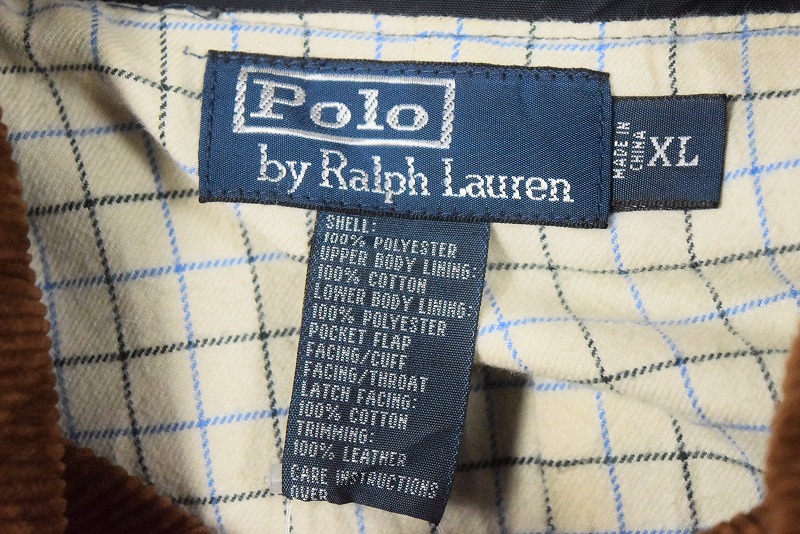 Polo
by Ralph Lauren
MADE IN
CHINA
XL
SHELL:
100% POLYESTER
UPPER BODY LINING:
100% COTTON
LOWER BODY LINING:
100% POLYESTER
POCKET FLAP
FACING/CUFF
FACING/THROAT
LATCH FACING:
100% COTTON
TRIMMING:
100% LEATHER
CARE INSTRUCTIONS
OVER